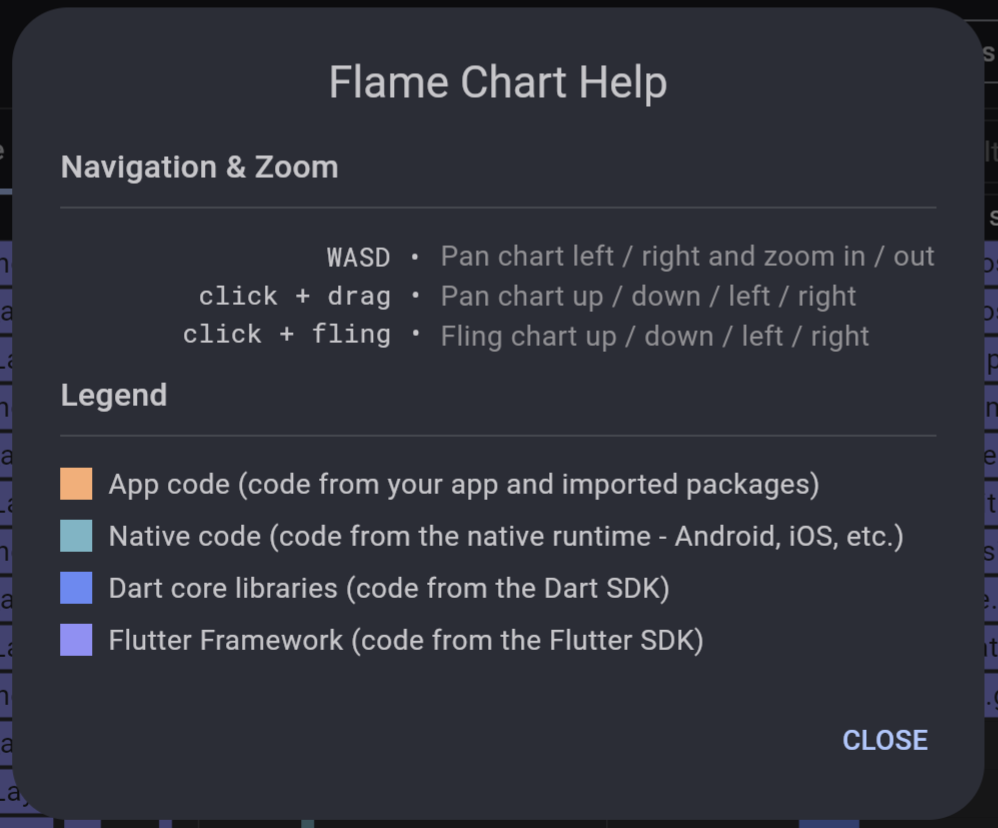 Flame Chart Help
Navigation & Zoom
WASD • Pan chart left / right and zoom in / out
click + drag • Pan chart up / down / left / right
click + fling • Fling chart up / down / left / right
Legend
App code (code from your app and imported packages)
Native code (code from the native runtime - Android, iOS, etc.)
Dart core libraries (code from the Dart SDK)
Flutter Framework (code from the Flutter SDK)
CLOSE